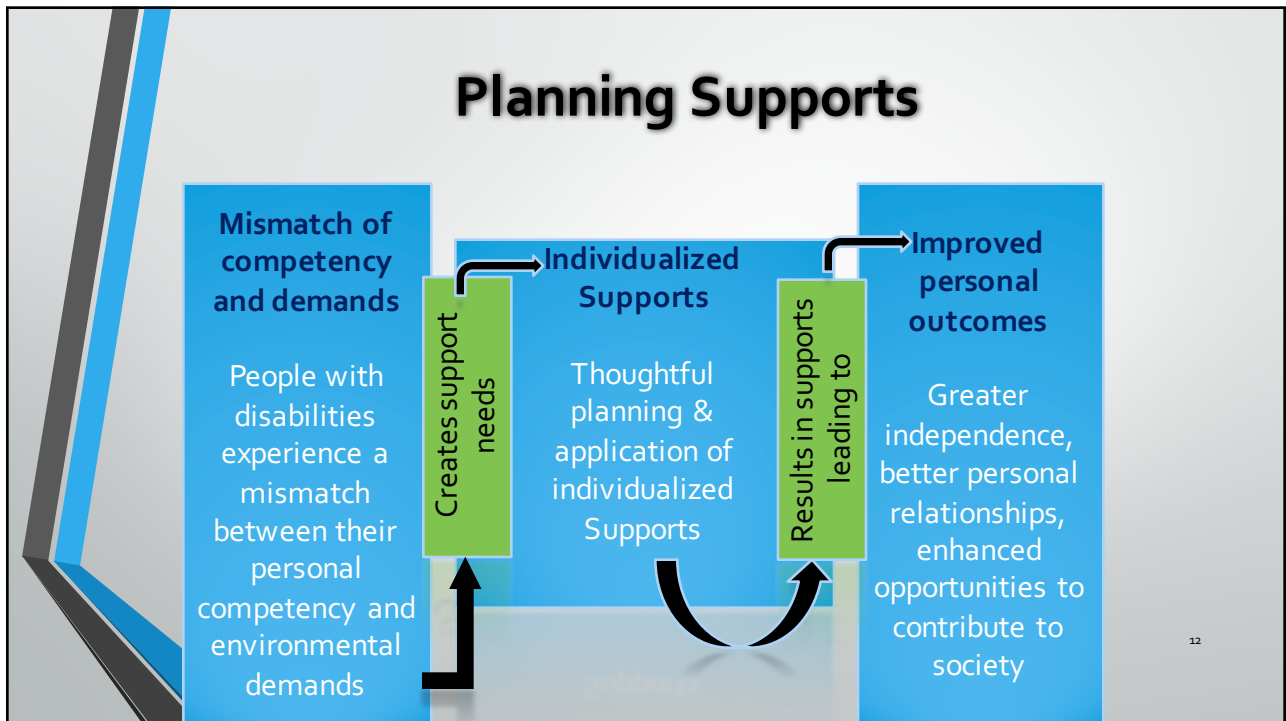 Planning Supports
Mismatch of
competency
and demands
People with
disabilities
experience a
mismatch
between their
personal
competency and
environmental
demands
Creates support
needs
Individualized
Supports
Thoughtful
planning &
application of
individualized
Supports
Results in supports
leading to
Improved
personal
outcomes
Greater
independence,
better personal
relationships,
enhanced
opportunities to
contribute to
society
12